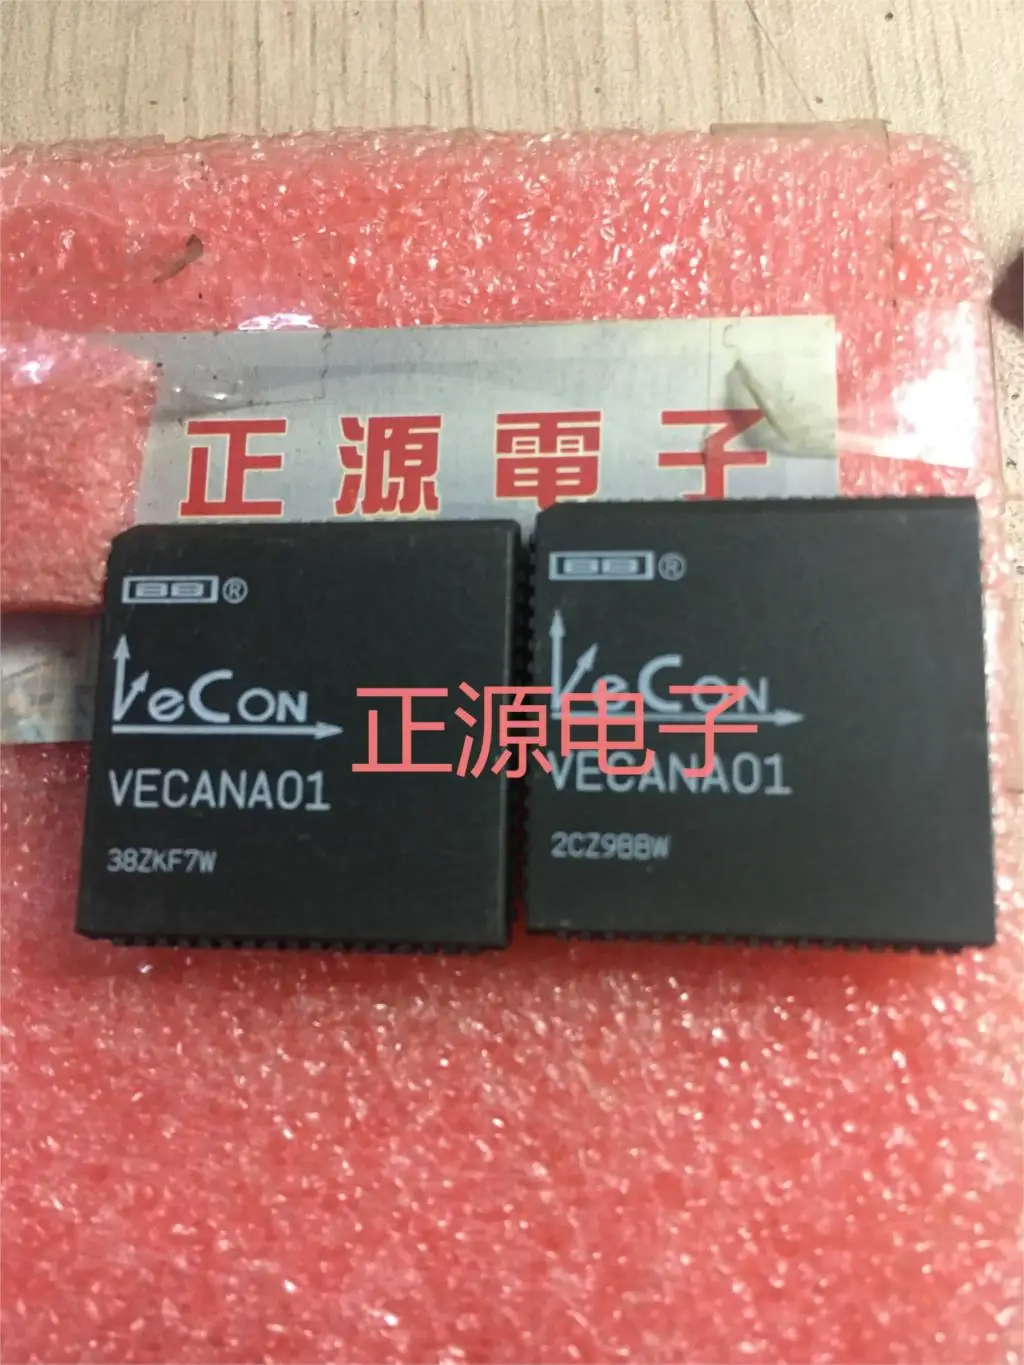 正源電子
BB®
VeCon
VECANA01
38ZKF7W
BB®
VeCon
VECANA01
2CZ9BBW
正源电子